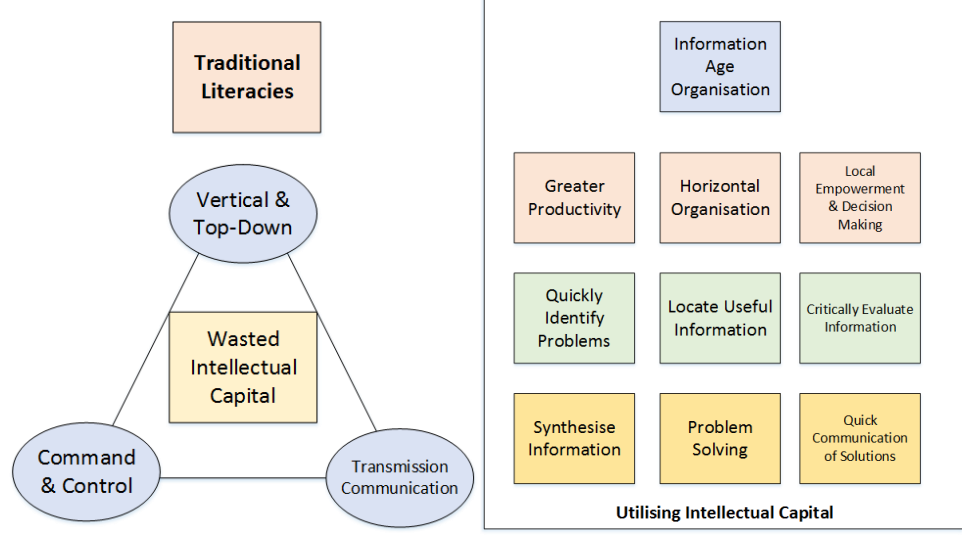 Traditional
Literacies
Vertical &
Top-Down
Wasted
Intellectual
Capital
Command
& Control
Transmission
Communication
Information
Age
Organisation
Greater
Productivity
Horizontal
Organisation
Local
Empowerment
& Decision
Making
Quickly
Identify
Problems
Locate Useful
Information
Critically Evaluate
Information
Synthesise
Information
Problem
Solving
Quick
Communication
of Solutions
Utilising Intellectual Capital